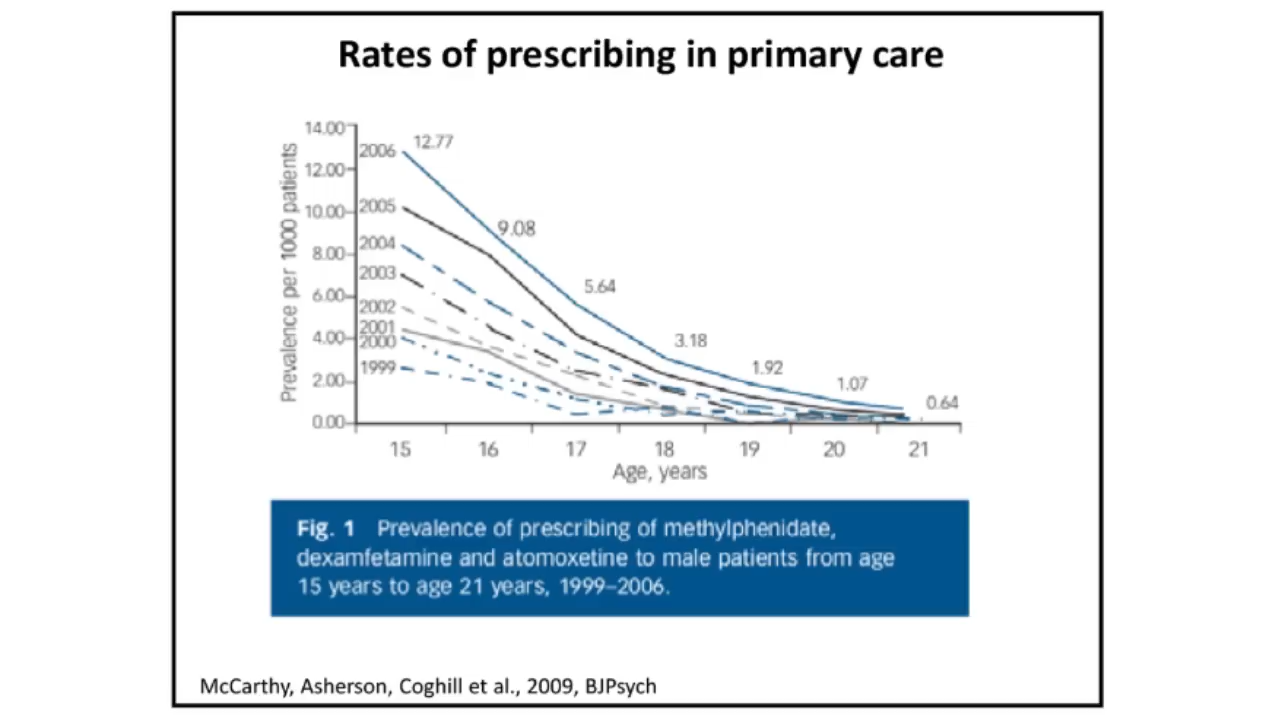 Rates of prescribing in primary care
Prevalence per 1000 patients
14.00
12.00
10.00
8.00
6.00
4.00
2.00
0.00
2006
2005
2004
2003
2002
2001
2000
1999
12.77
9.08
5.64
3.18
1.92
1.07
0.64
15 16 17 18 19 20 21
Age, years
Fig. 1 Prevalence of prescribing of methylphenidate,
dexamfetamine and atomoxetine to male patients from age
15 years to age 21 years, 1999–2006.
McCarthy, Asherson, Coghill et al., 2009, BJPsych